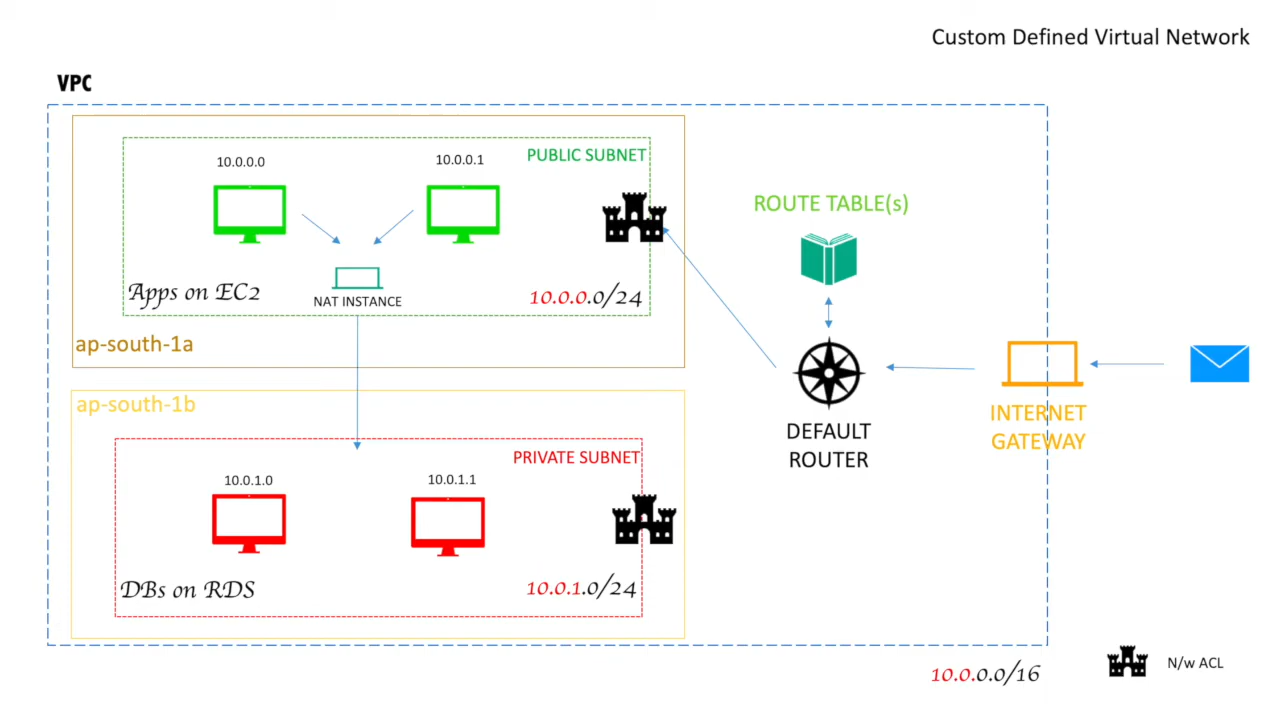 Custom Defined Virtual Network
VPC
10.0.0.0
10.0.0.1
PUBLIC SUBNET
Apps on EC2
NAT INSTANCE
10.0.0.0/24
ap-south-1a
ROUTE TABLE(s)
DEFAULT
ROUTER
INTERNET
GATEWAY
ap-south-1b
PRIVATE SUBNET
10.0.1.0
10.0.1.1
DBs on RDS
10.0.1.0/24
10.0.0.0/16
N/w ACL